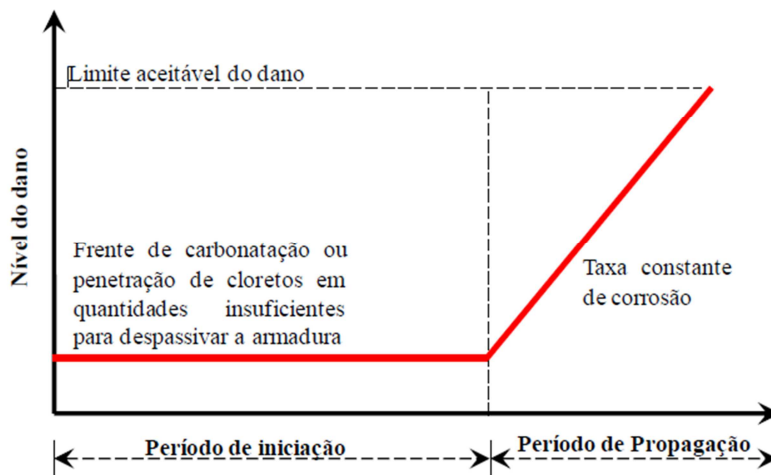 Limite aceitável do dano
Nível do dano
Frente de carbonatação ou
penetração de cloretos em
quantidades insuficientes
para despassivar a armadura
Taxa constante
de corrosão
Período de iniciação
Período de Propagação